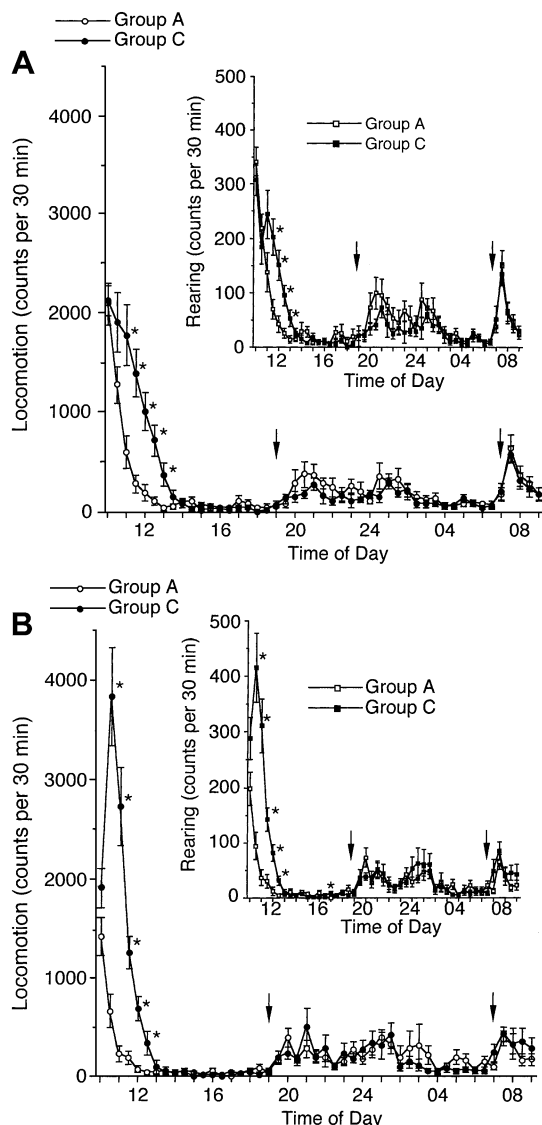 Group A
Group C
A
Locomotion (counts per 30 min)
4000
3000
2000
1000
0
12
16
20
24
04
08
Time of Day
* * * * *
Rearing (counts per 30 min)
500
400
300
200
100
0
Group A
Group C
12
16
20
24
04
08
Time of Day
* * * * *
Group A
Group C
B
Locomotion (counts per 30 min)
4000
3000
2000
1000
0
12
16
20
24
04
08
Time of Day
* * * * * *
Rearing (counts per 30 min)
500
400
300
200
100
0
Group A
Group C
12
16
20
24
04
08
Time of Day
* * * * * *